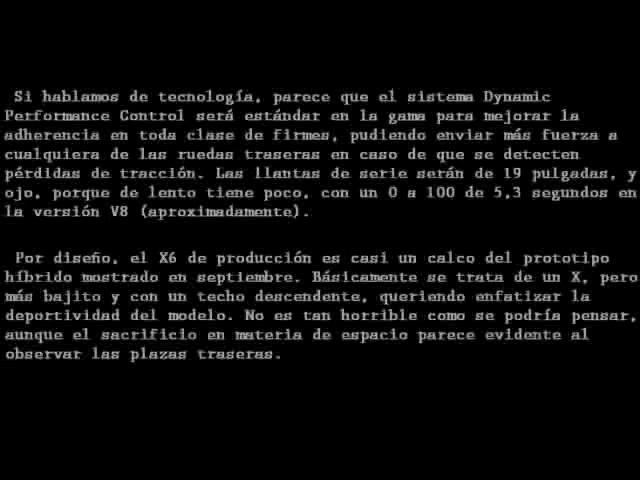 Si hablamos de tecnología, parece que el sistema Dynamic
Performance Control será estándar en la gama para mejorar la
adherencia en toda clase de firmes, pudiendo enviar más fuerza a
cualquiera de las ruedas traseras en caso de que se detecten
pérdidas de tracción. Las llantas de serie serán de 19 pulgadas, y
ojo, porque de lento tiene poco, con un 0 a 100 de 5,3 segundos en
la versión V8 (aproximadamente).
Por diseño, el X6 de producción es casi un calco del prototipo
híbrido mostrado en septiembre. Básicamente se trata de un X, pero
más bajito y con un techo descendente, queriendo enfatizar la
deportividad del modelo. No es tan horrible como se podría pensar,
aunque el sacrificio en materia de espacio parece evidente al
observar las plazas traseras.